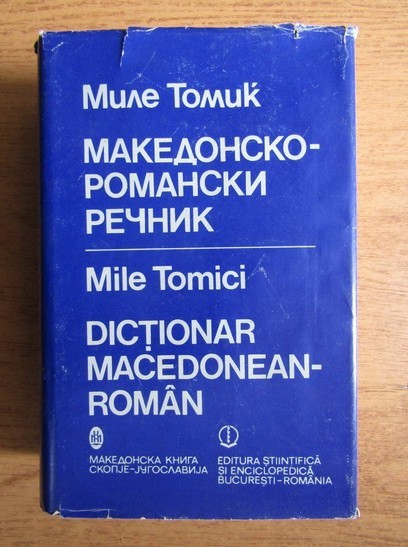 Миле Томиќ
МАКЕДОНСКО-
РОМАНСКИ
РЕЧНИК
Mile Tomici
DICȚIONAR
MACEDONEAN-
ROMÂN
МАКЕДОНСКА КНИГА
СКОПЈЕ-ЈУГОСЛАВИЈА
EDITURA ȘTIINTIFICĂ
ȘI ENCICLOPEDICĂ
BUCUREȘTI-ROMÂNIA